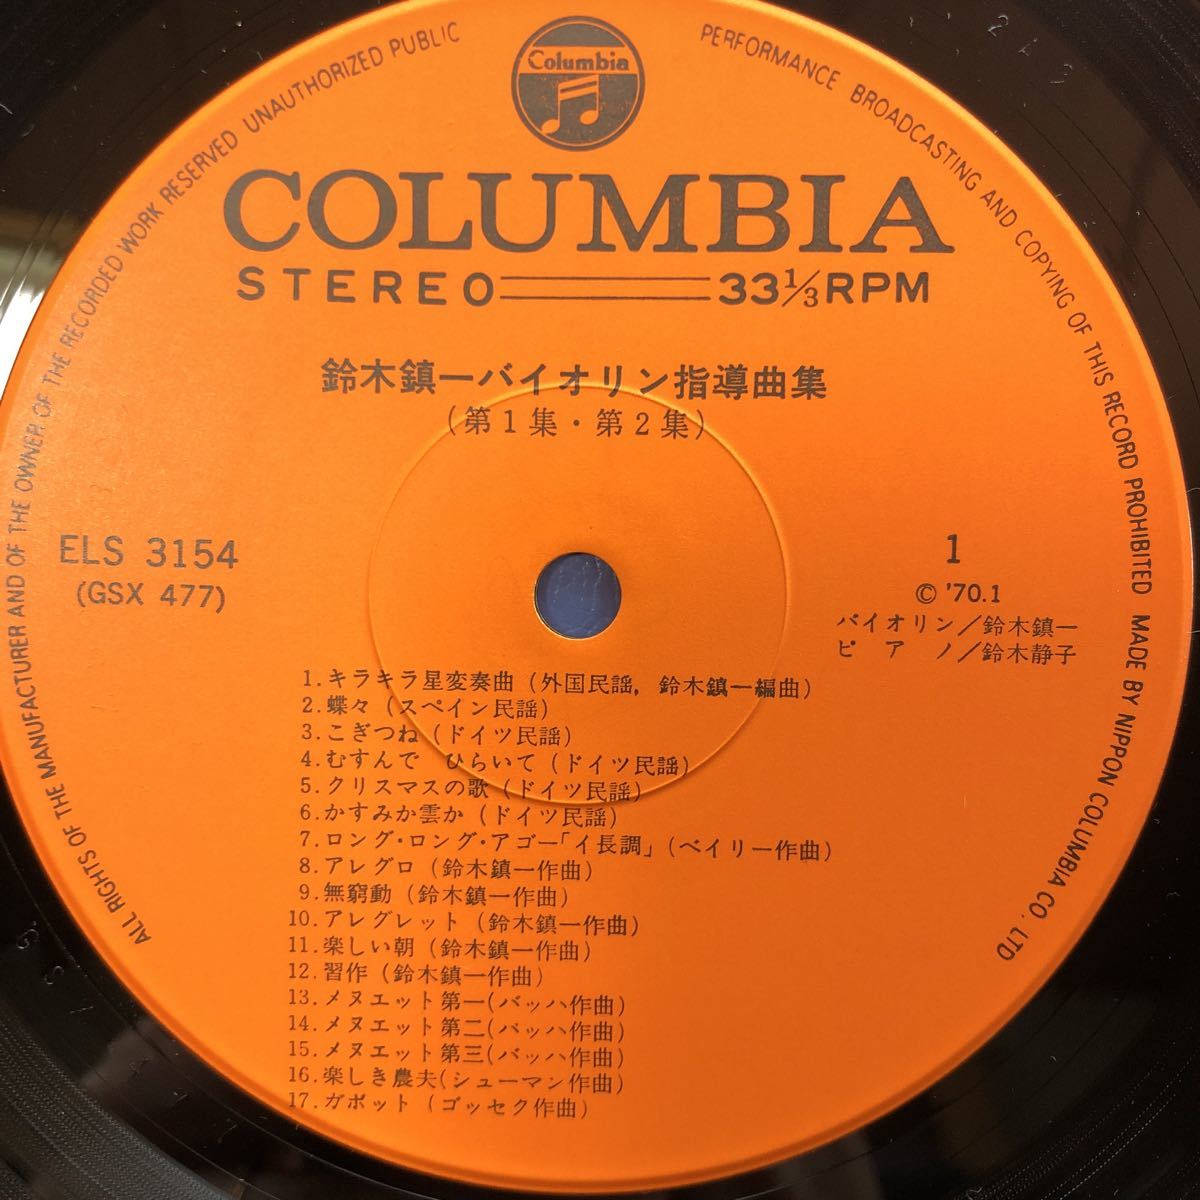 Columbia
COLUMBIA
STEREO 33⅓RPM
鈴木鎮一バイオリン指導曲集
(第1集・第2集)
ELS 3154
(GSX 477)
1
© '70.1
バイオリン/鈴木鎮一
ピアノ/鈴木静子
1.キラキラ星変奏曲(外国民謡, 鈴木鎮一編曲)
2.蝶々(スペイン民謡)
3.こぎつね(ドイツ民謡)
4.むすんで ひらいて(ドイツ民謡)
5.クリスマスの歌(ドイツ民謡)
6.かすみか雲か(ドイツ民謡)
7.ロング・ロング・アゴー「イ長調」(ベイリー作曲)
8.アレグロ(鈴木鎮一作曲)
9.無窮動(鈴木鎮一作曲)
10.アレグレット(鈴木鎮一作曲)
11.楽しい朝(鈴木鎮一作曲)
12.習作(鈴木鎮一作曲)
13.メヌエット第一(バッハ作曲)
14.メヌエット第二(バッハ作曲)
15.メヌエット第三(バッハ作曲)
16.楽しき農夫(シューマン作曲)
17.ガボット(ゴッセク作曲)
ALL RIGHTS OF THE MANUFACTURER AND OF THE OWNER OF THE RECORDED WORK RESERVED UNAUTHORIZED PUBLIC PERFORMANCE BROADCASTING AND COPYING OF THIS RECORD PROHIBITED MADE BY NIPPON COLUMBIA CO. LTD